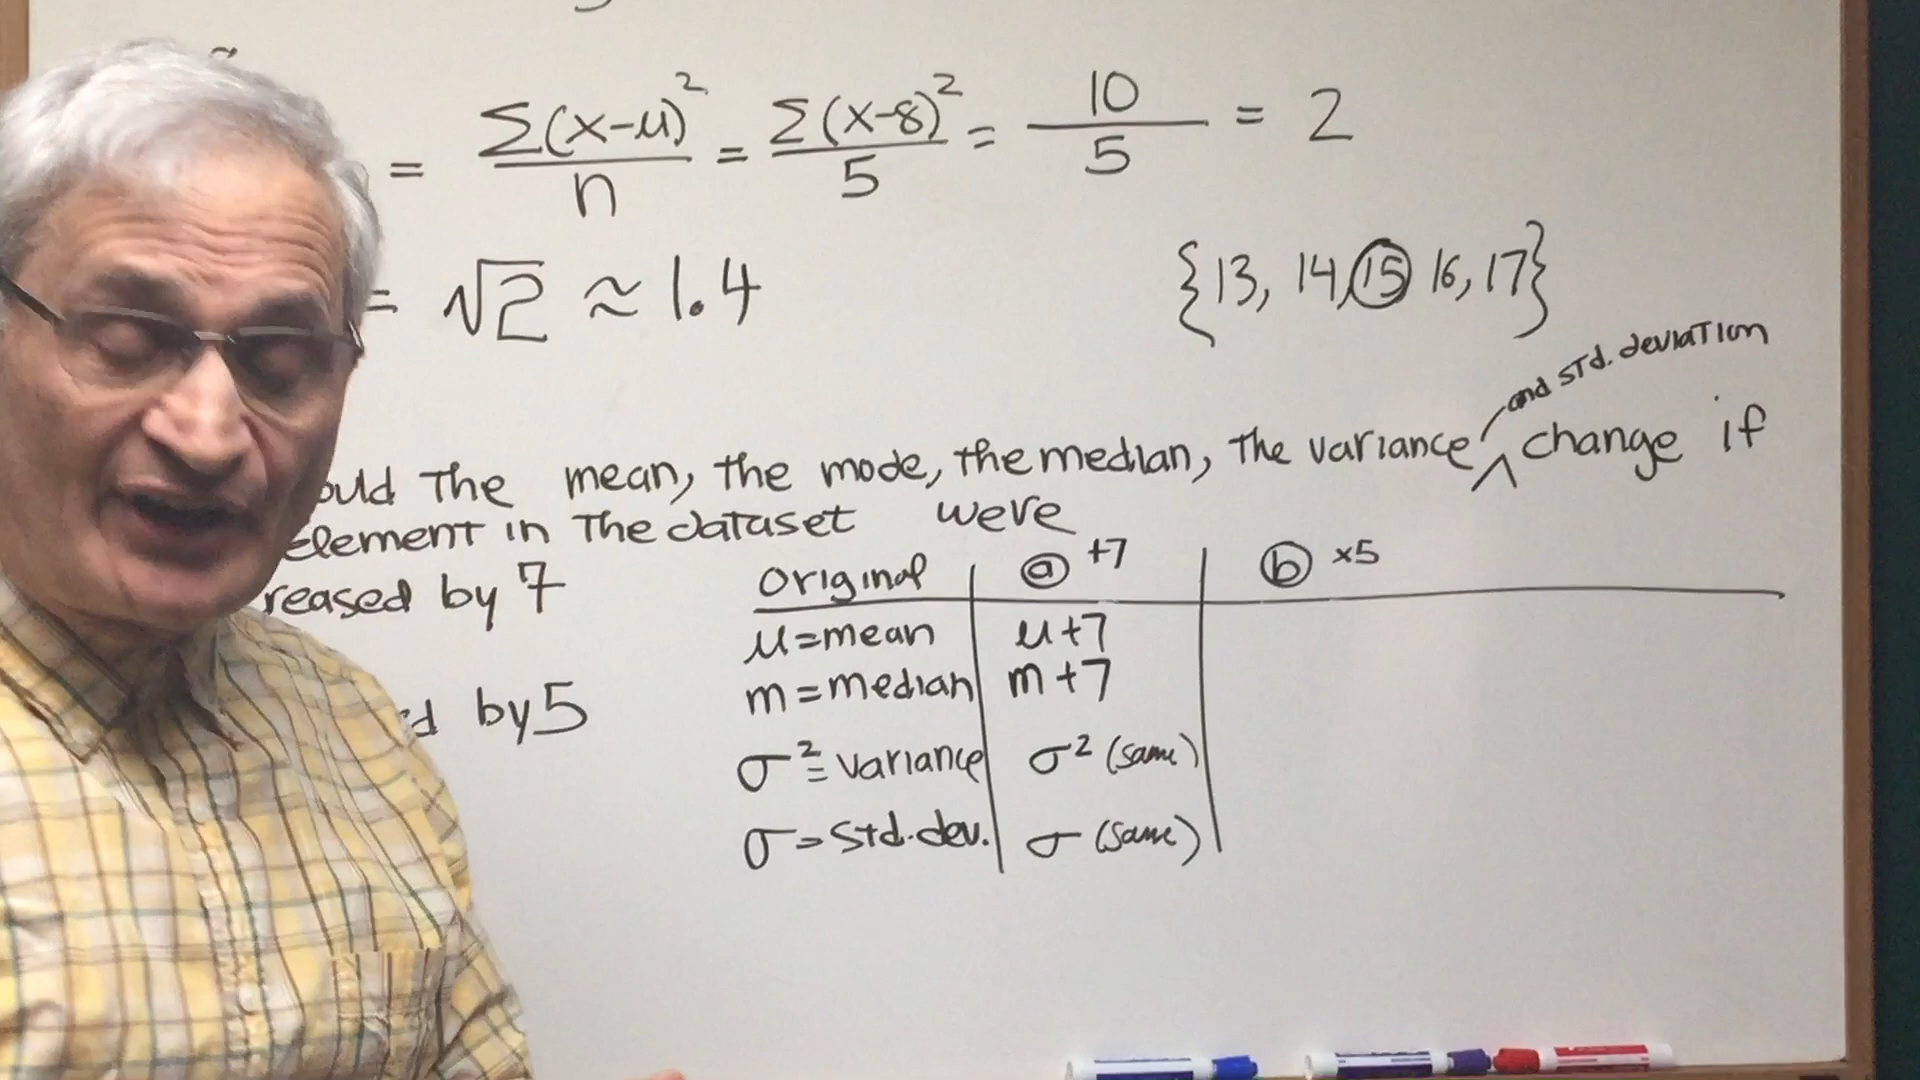 = Σ(x-μ)²/n = Σ(x-8)²/5 = 10/5 = 2
= √2 ≈ 1.4
{13, 14, 15 16, 17}
and std. deviation
the mean, the mode, the median, the variance ^ change if
element in the dataset were
by 7
by 5
original | ⓐ +7 | ⓑ ×5
μ = mean | μ+7
m = median | m+7
σ² = variance | σ² (same)
σ = std. dev. | σ (same)